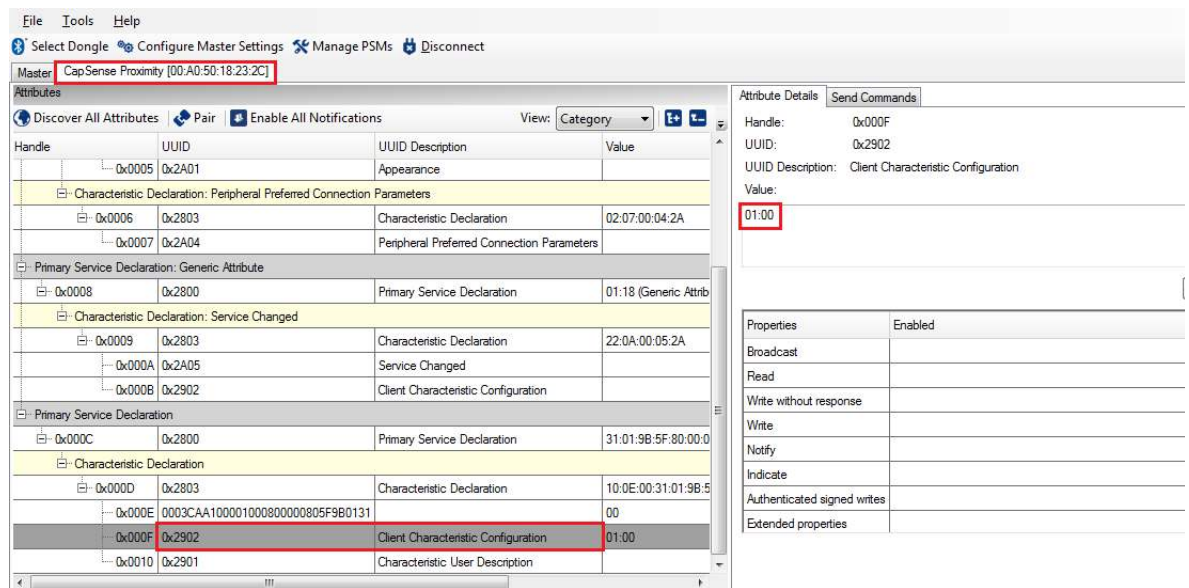 File Tools Help
Select Dongle Configure Master Settings Manage PSMs Disconnect
Master CapSense Proximity [00:A0:50:18:23:2C]
Attributes
Discover All Attributes Pair Enable All Notifications View: Category
Handle UUID UUID Description Value
0x0005 0x2A01 Appearance
Characteristic Declaration: Peripheral Preferred Connection Parameters
0x0006 0x2803 Characteristic Declaration 02:07:00:04:2A
0x0007 0x2A04 Peripheral Preferred Connection Parameters
Primary Service Declaration: Generic Attribute
0x0008 0x2800 Primary Service Declaration 01:18 (Generic Attrib
Characteristic Declaration: Service Changed
0x0009 0x2803 Characteristic Declaration 22:0A:00:05:2A
0x000A 0x2A05 Service Changed
0x000B 0x2902 Client Characteristic Configuration
Primary Service Declaration
0x000C 0x2800 Primary Service Declaration 31:01:9B:5F:80:00:0
Characteristic Declaration
0x000D 0x2803 Characteristic Declaration 10:0E:00:31:01:9B:5
0x000E 0003CAA100001000800000805F9B0131 00
0x000F 0x2902 Client Characteristic Configuration 01:00
0x0010 0x2901 Characteristic User Description
Attribute Details Send Commands
Handle: 0x000F
UUID: 0x2902
UUID Description: Client Characteristic Configuration
Value:
01:00
Properties Enabled
Broadcast
Read
Write without response
Write
Notify
Indicate
Authenticated signed writes
Extended properties